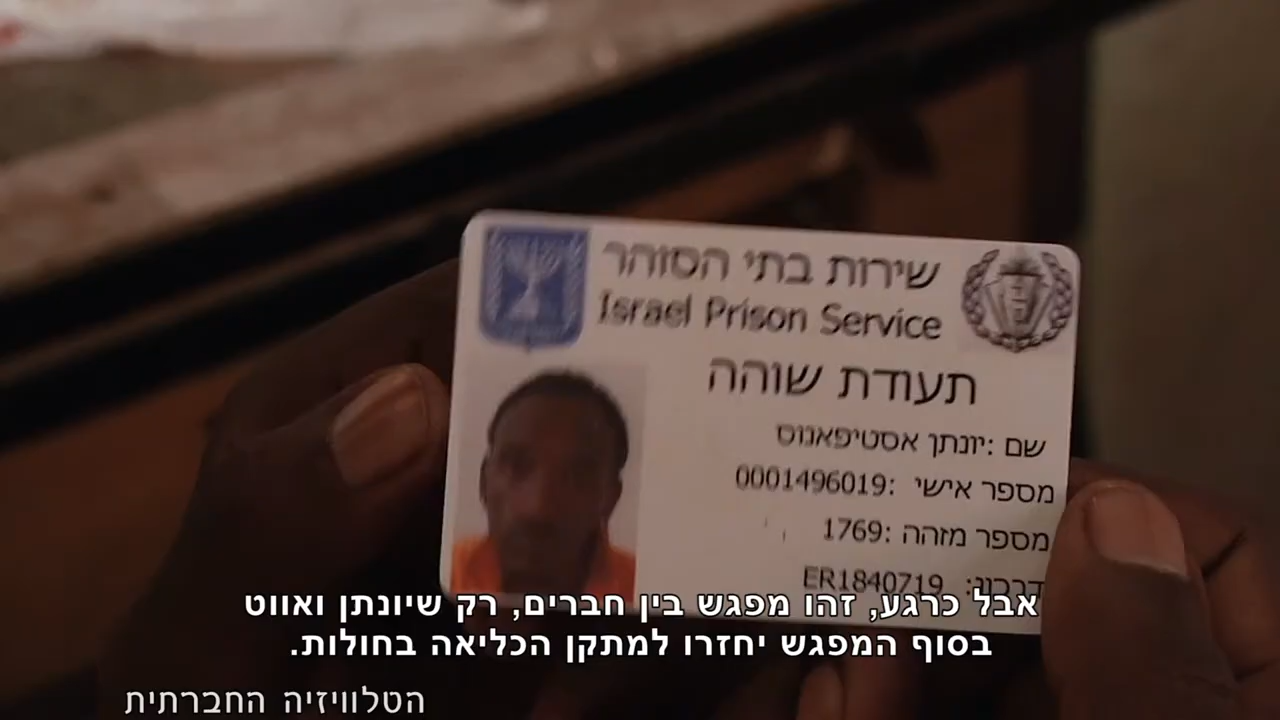 שירות בתי הסוהר
Israel Prison Service
תעודת שוהה
שם :יונתן אסטיפאנוס
מספר אישי :0001496019
מספר מזהה :1769
דרכון: ER1840719
אבל כרגע, זהו מפגש בין חברים, רק שיונתן ואווט
בסוף המפגש יחזרו למתקן הכליאה בחולות.
הטלוויזיה החברתית